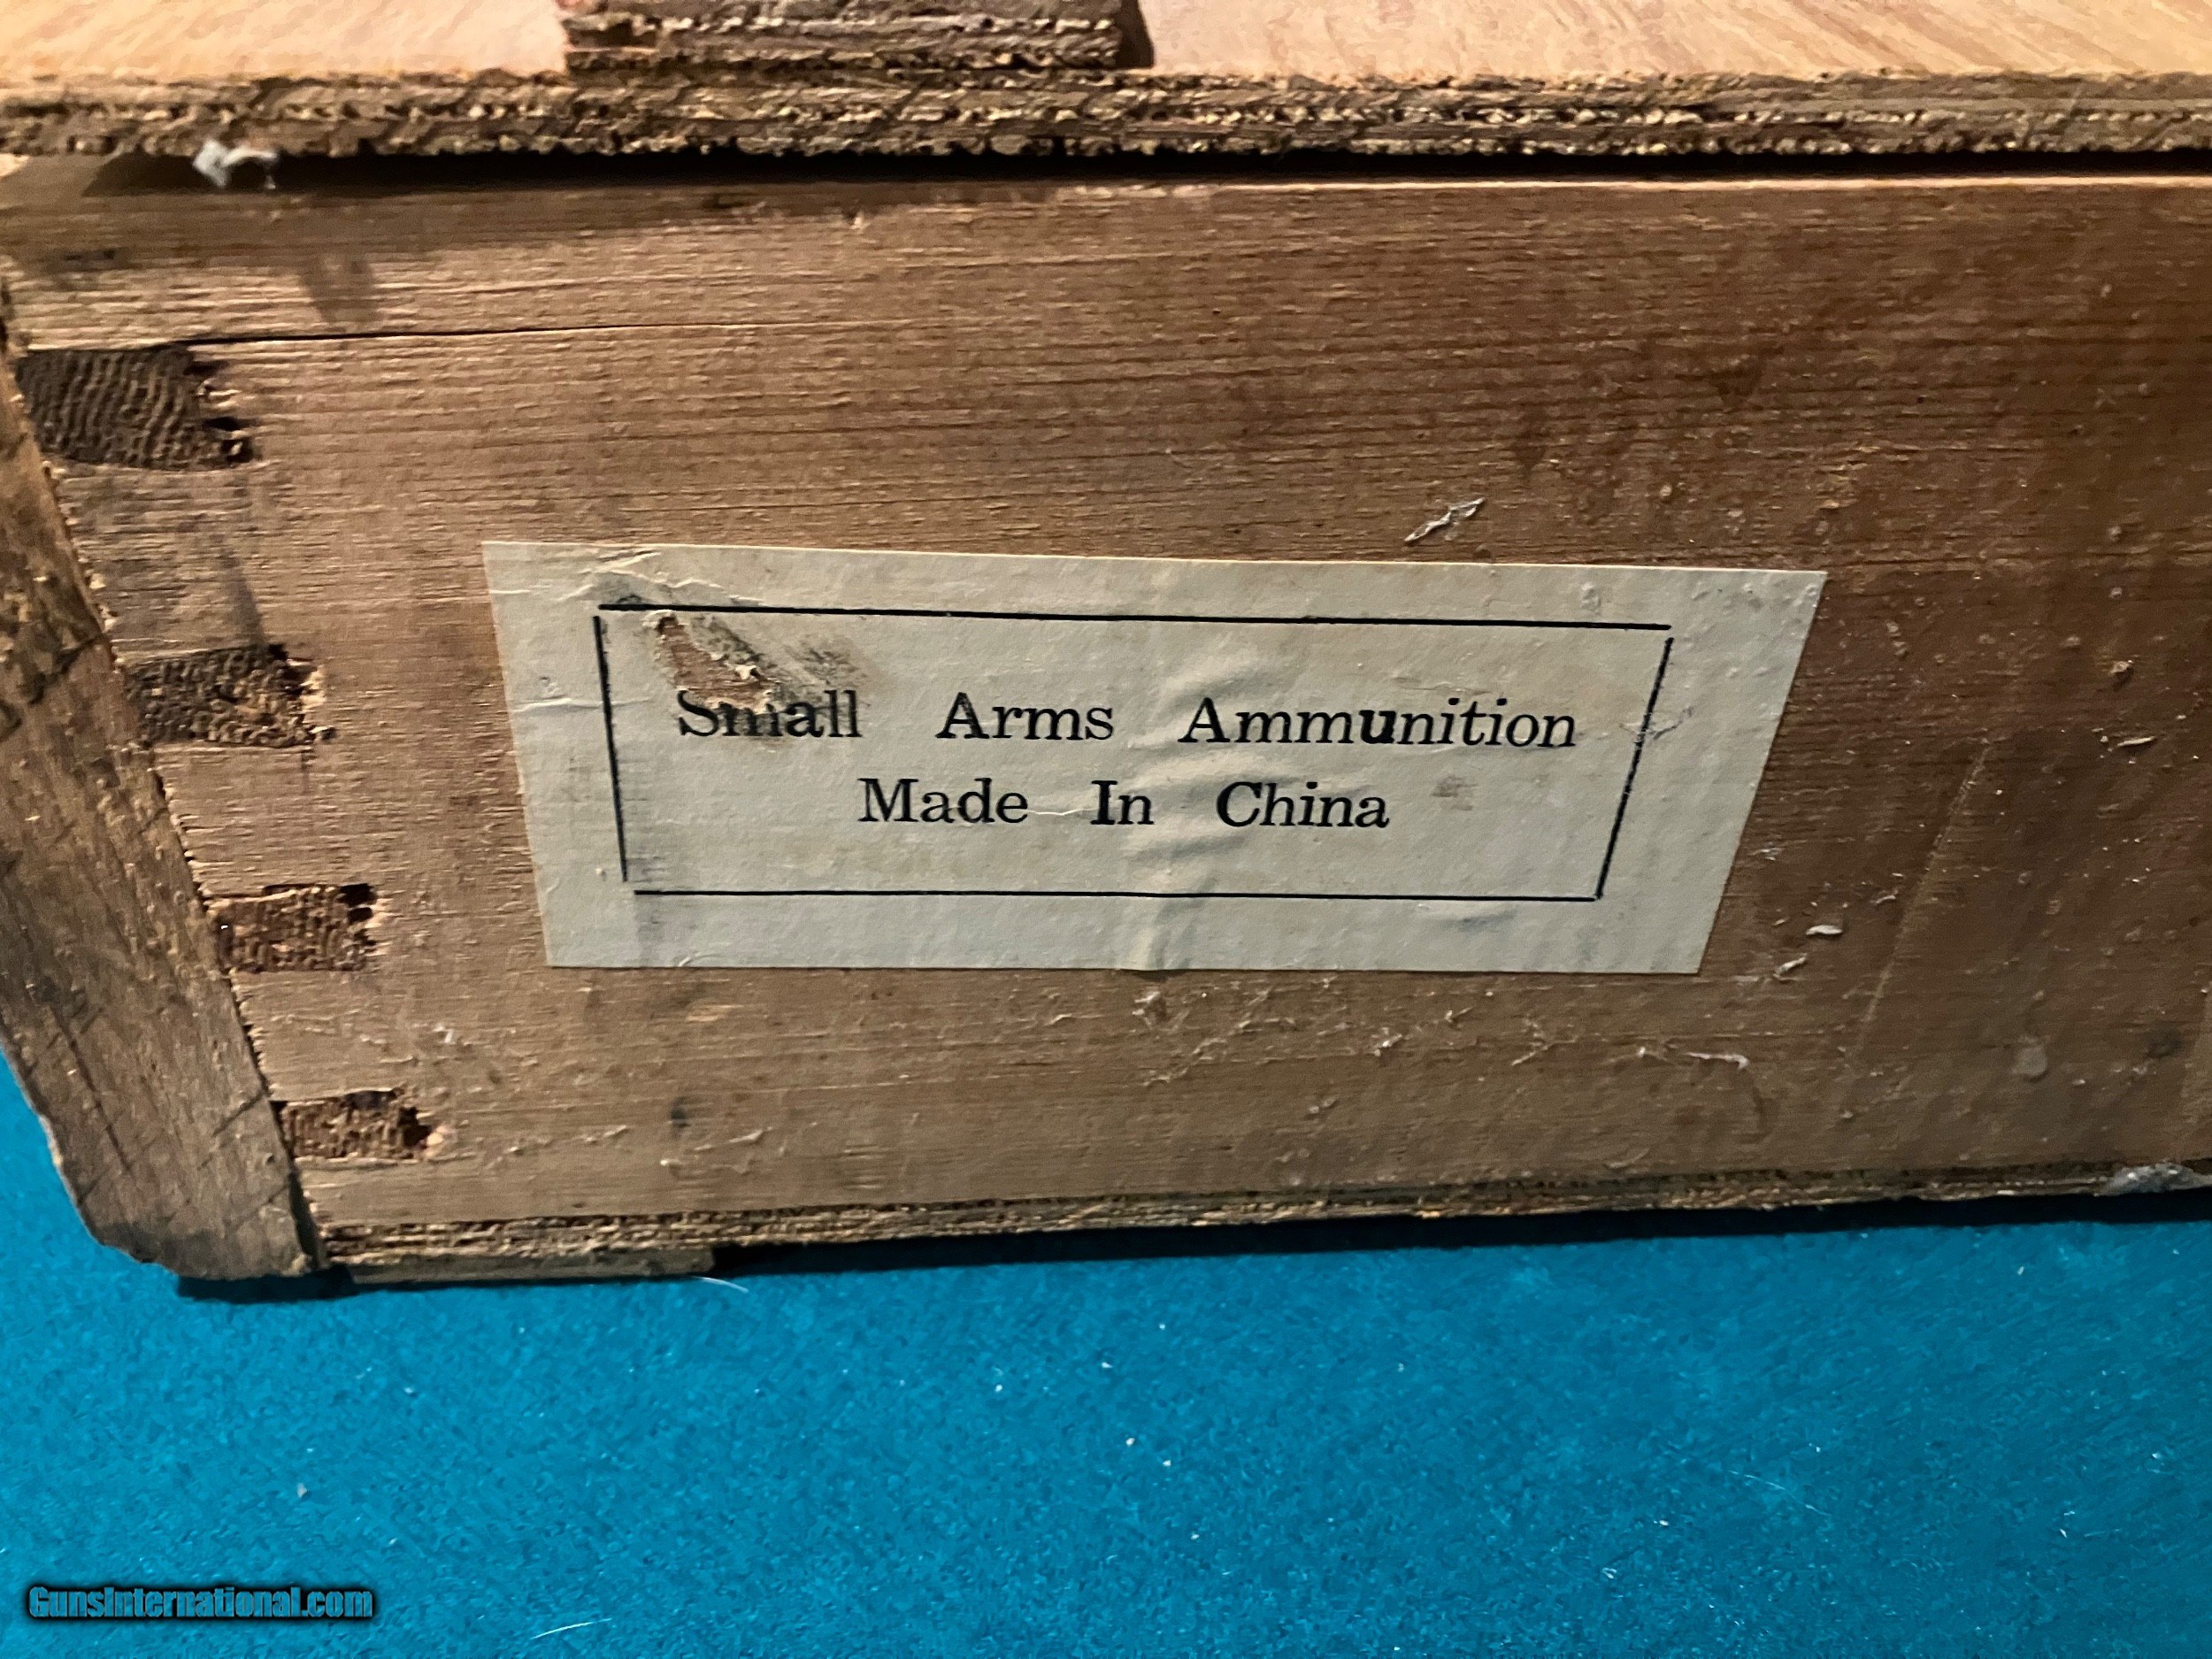 Small Arms Ammunition
Made In China
GunsInternational.com